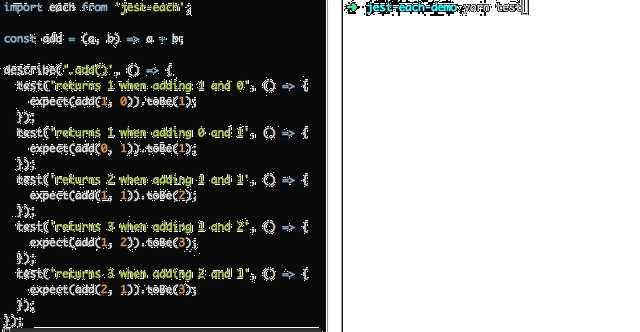 import each from 'jest-each';
const add = (a, b) => a + b;
describe('.add()', () => {
test("returns 1 when adding 1 and 0", () => {
expect(add(1, 0)).toBe(1);
});
test("returns 1 when adding 0 and 1", () => {
expect(add(0, 1)).toBe(1);
});
test("returns 2 when adding 1 and 1", () => {
expect(add(1, 1)).toBe(2);
});
test("returns 3 when adding 1 and 2", () => {
expect(add(1, 2)).toBe(3);
});
test("returns 3 when adding 2 and 1", () => {
expect(add(2, 1)).toBe(3);
});
});
➜ jest-each-demo yarn test